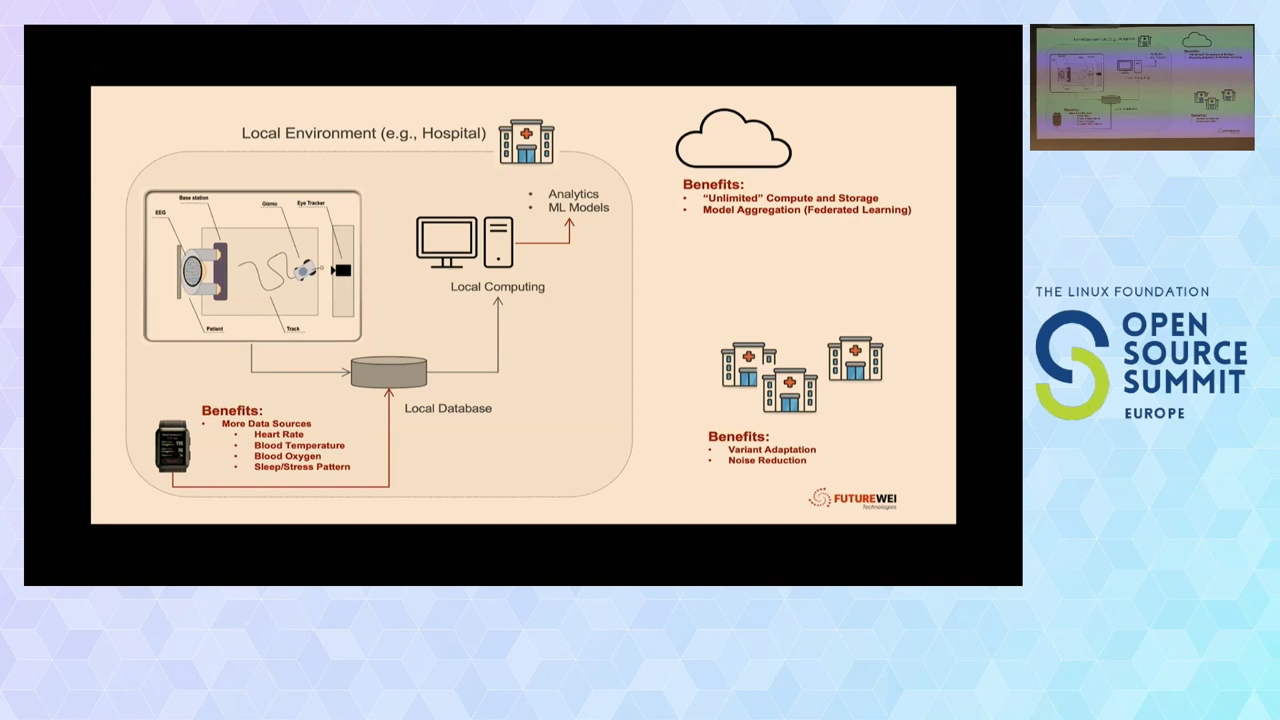 Local Environment (e.g., Hospital)
Base station
EEG
Gizmo
Eye Tracker
Patient
Track
• Analytics
• ML Models
Local Computing
Local Database
Benefits:
• More Data Sources
• Heart Rate
• Blood Temperature
• Blood Oxygen
• Sleep/Stress Pattern
Benefits:
• “Unlimited” Compute and Storage
• Model Aggregation (Federated Learning)
Benefits:
• Variant Adaptation
• Noise Reduction
FUTUREWEI
Technologies
THE LINUX FOUNDATION
OPEN
SOURCE
SUMMIT
EUROPE